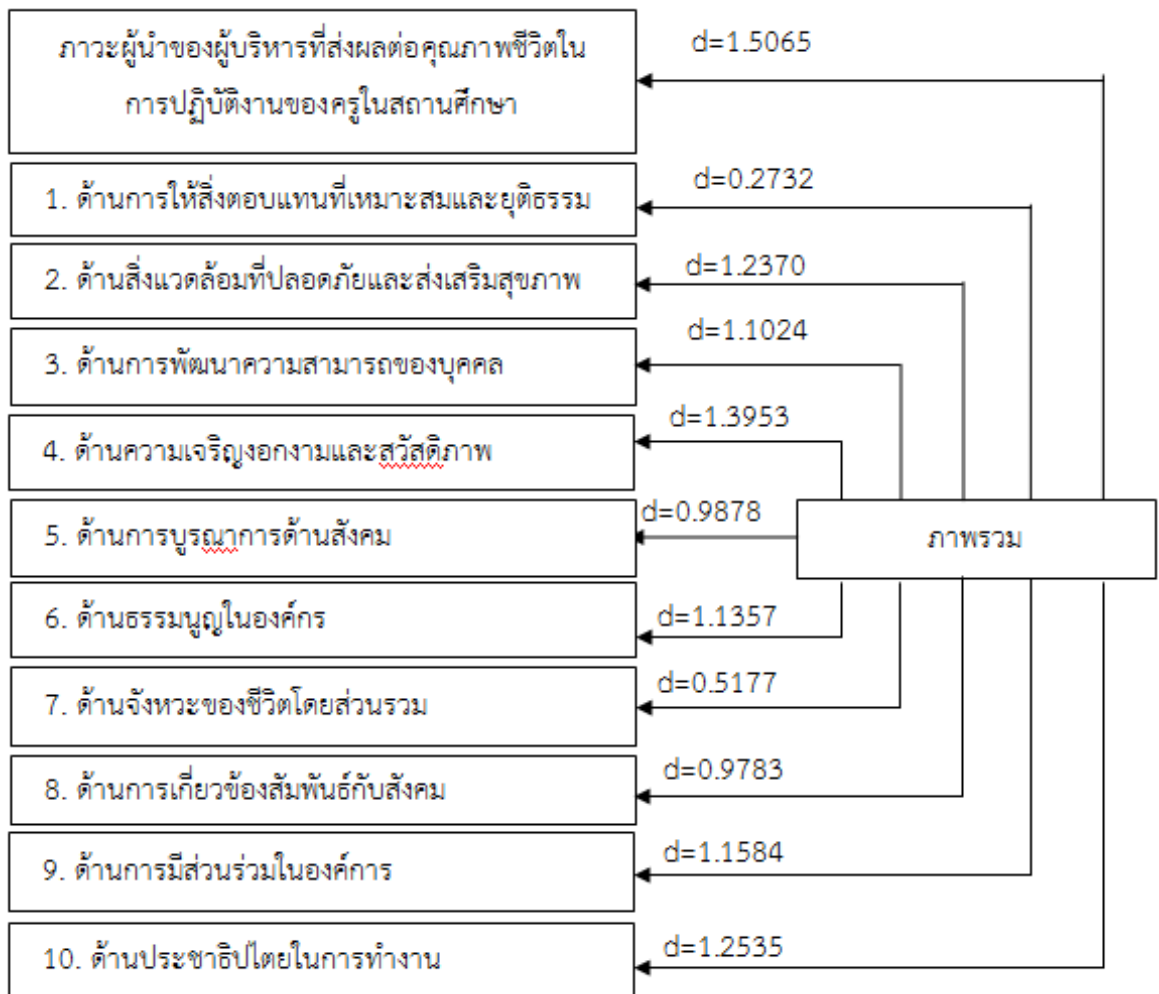 ภาวะผู้นำของผู้บริหารที่ส่งผลต่อคุณภาพชีวิตใน
การปฏิบัติงานของครูในสถานศึกษา
d=1.5065
1. ด้านการให้สิ่งตอบแทนที่เหมาะสมและยุติธรรม
d=0.2732
2. ด้านสิ่งแวดล้อมที่ปลอดภัยและส่งเสริมสุขภาพ
d=1.2370
3. ด้านการพัฒนาความสามารถของบุคคล
d=1.1024
4. ด้านความเจริญงอกงามและสวัสดิภาพ
d=1.3953
5. ด้านการบูรณาการด้านสังคม
d=0.9878
ภาพรวม
6. ด้านธรรมนูญในองค์กร
d=1.1357
7. ด้านจังหวะของชีวิตโดยส่วนรวม
d=0.5177
8. ด้านการเกี่ยวข้องสัมพันธ์กับสังคม
d=0.9783
9. ด้านการมีส่วนร่วมในองค์การ
d=1.1584
10. ด้านประชาธิปไตยในการทำงาน
d=1.2535